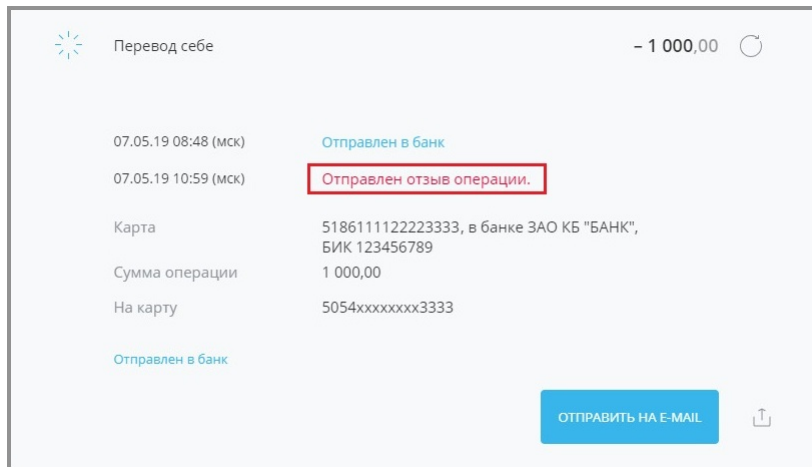 Перевод себе – 1 000,00
07.05.19 08:48 (мск) Отправлен в банк
07.05.19 10:59 (мск) Отправлен отзыв операции.
Карта 5186111122223333, в банке ЗАО КБ "БАНК",
БИК 123456789
Сумма операции 1 000,00
На карту 5054xxxxxxxx3333
Отправлен в банк
ОТПРАВИТЬ НА E-MAIL